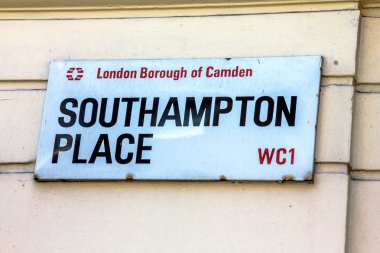 London Borough of Camden
SOUTHAMPTON
PLACE
WC1